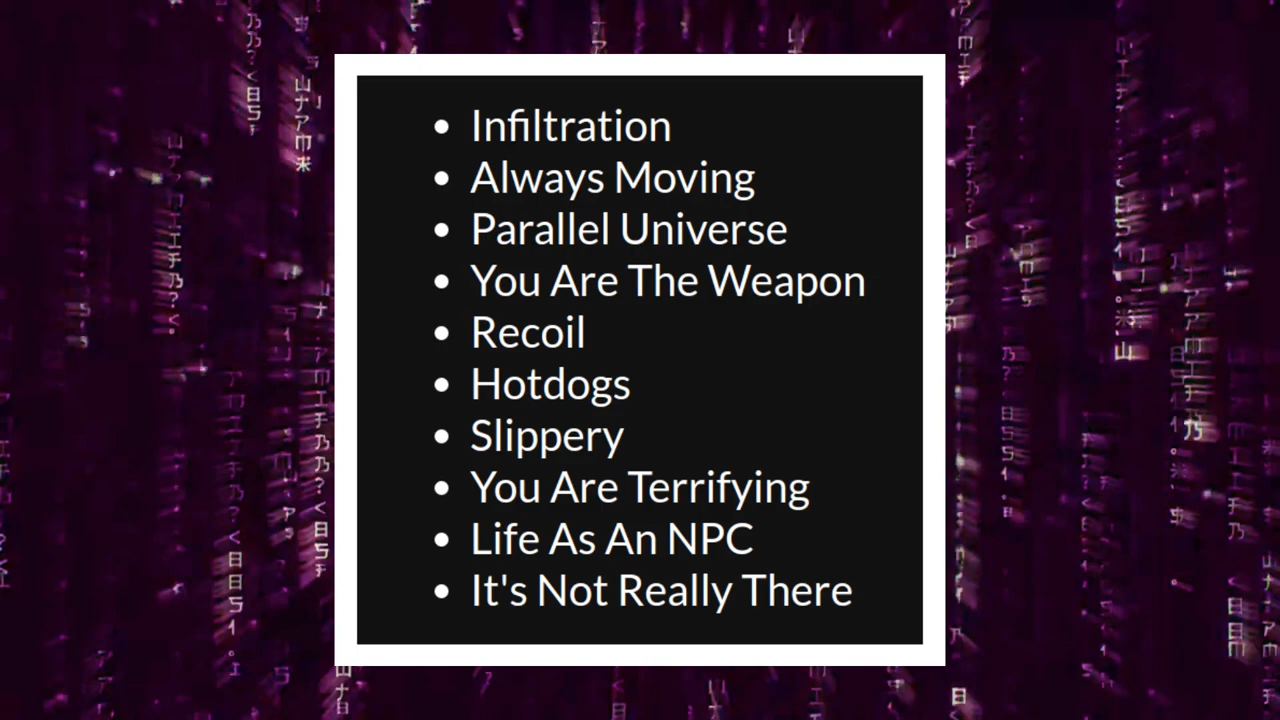 Infiltration
Always Moving
Parallel Universe
You Are The Weapon
Recoil
Hotdogs
Slippery
You Are Terrifying
Life As An NPC
It's Not Really There